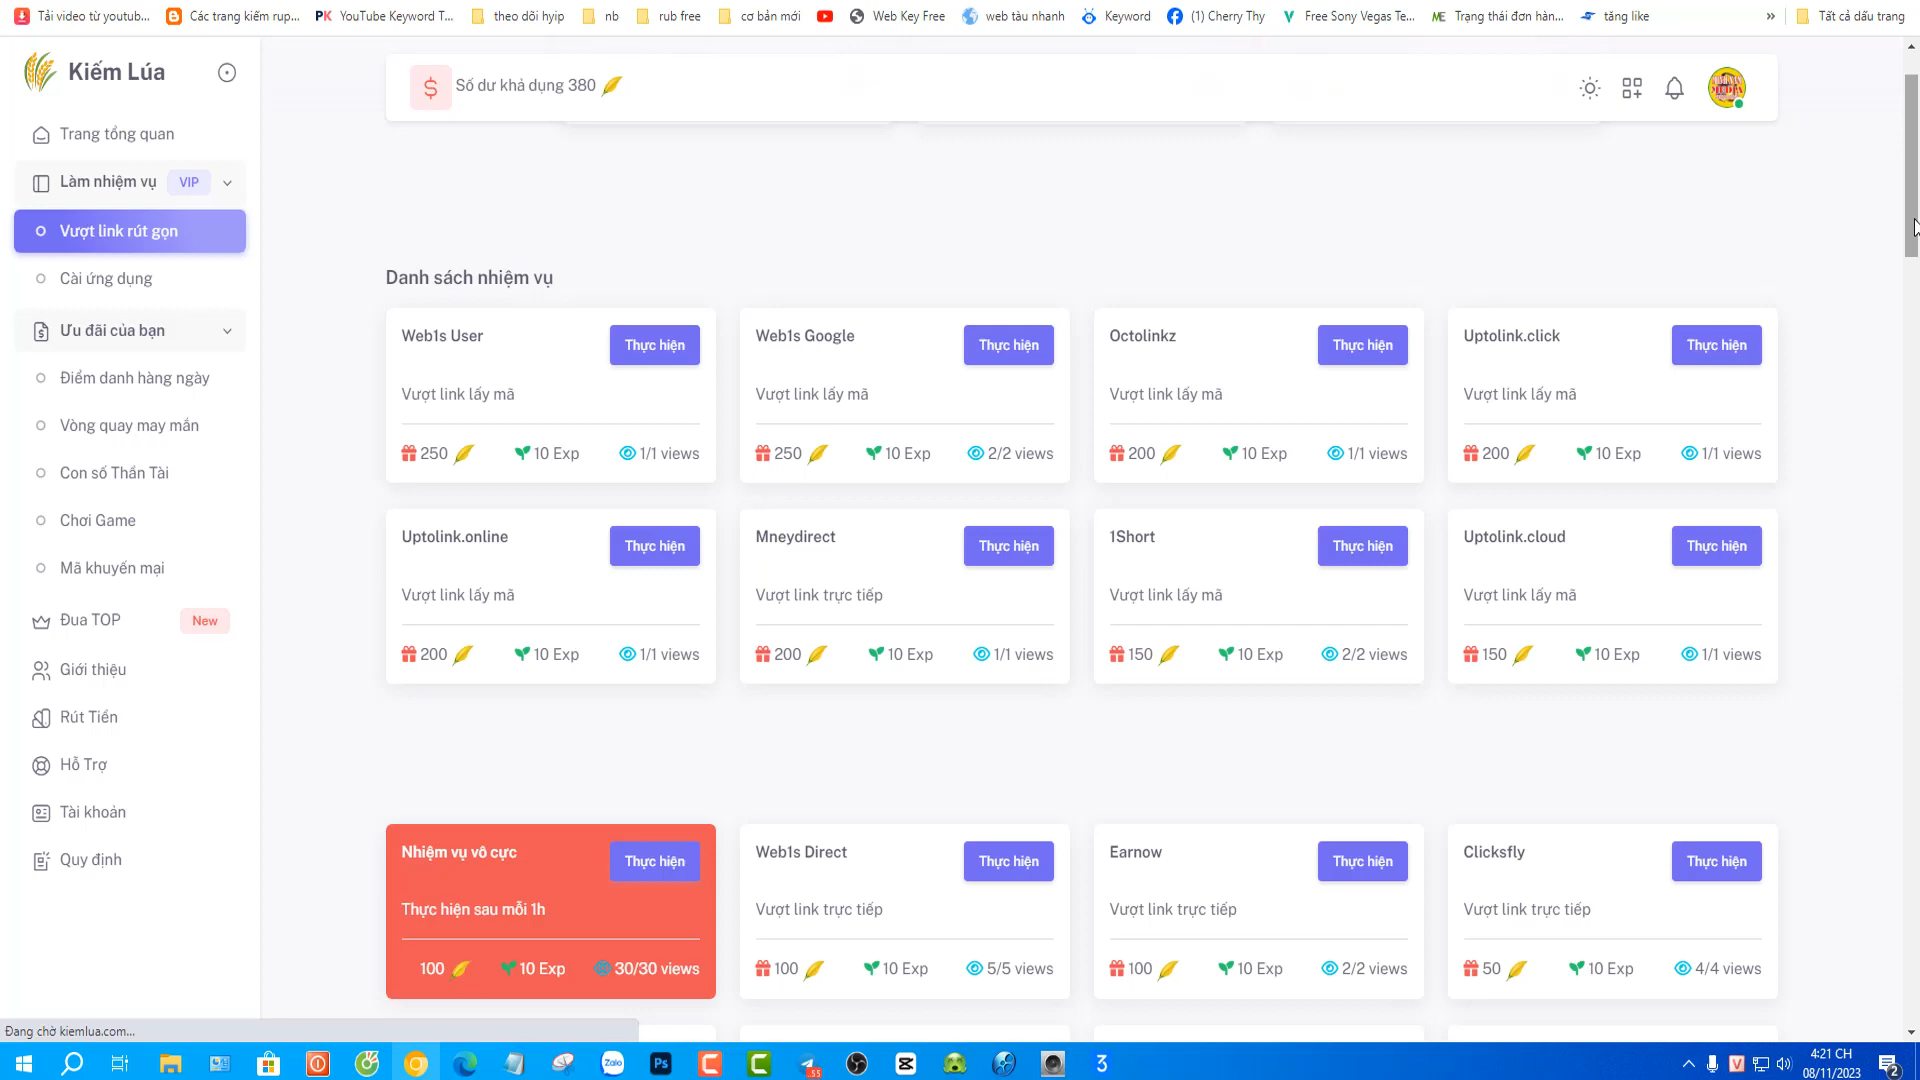 Tải video từ youtub...
Các trang kiếm rup...
PK YouTube Keyword T...
theo dõi hyip
nb
rub free
cơ bản mới
Web Key Free
web tàu nhanh
Keyword
(1) Cherry Thy
Free Sony Vegas Te...
ME Trạng thái đơn hàn...
tăng like
»
Tất cả dấu trang
Kiếm Lúa
Số dư khả dụng 380
Trang tổng quan
Làm nhiệm vụ VIP
Vượt link rút gọn
Cài ứng dụng
Ưu đãi của bạn
Điểm danh hàng ngày
Vòng quay may mắn
Con số Thần Tài
Chơi Game
Mã khuyến mại
Đua TOP New
Giới thiệu
Rút Tiền
Hỗ Trợ
Tài khoản
Quy định
Danh sách nhiệm vụ
Web1s User Thực hiện
Vượt link lấy mã
250 10 Exp 1/1 views
Web1s Google Thực hiện
Vượt link lấy mã
250 10 Exp 2/2 views
Octolinkz Thực hiện
Vượt link lấy mã
200 10 Exp 1/1 views
Uptolink.click Thực hiện
Vượt link lấy mã
200 10 Exp 1/1 views
Uptolink.online Thực hiện
Vượt link lấy mã
200 10 Exp 1/1 views
Mneydirect Thực hiện
Vượt link trực tiếp
200 10 Exp 1/1 views
1Short Thực hiện
Vượt link lấy mã
150 10 Exp 2/2 views
Uptolink.cloud Thực hiện
Vượt link lấy mã
150 10 Exp 1/1 views
Nhiệm vụ vô cực Thực hiện
Thực hiện sau mỗi 1h
100 10 Exp 30/30 views
Web1s Direct Thực hiện
Vượt link trực tiếp
100 10 Exp 5/5 views
Earnow Thực hiện
Vượt link trực tiếp
100 10 Exp 2/2 views
Clicksfly Thực hiện
Vượt link trực tiếp
50 10 Exp 4/4 views
Đang chờ kiemlua.com...
Zalo
Ps
55
3
V
4:21 CH
08/11/2023
2